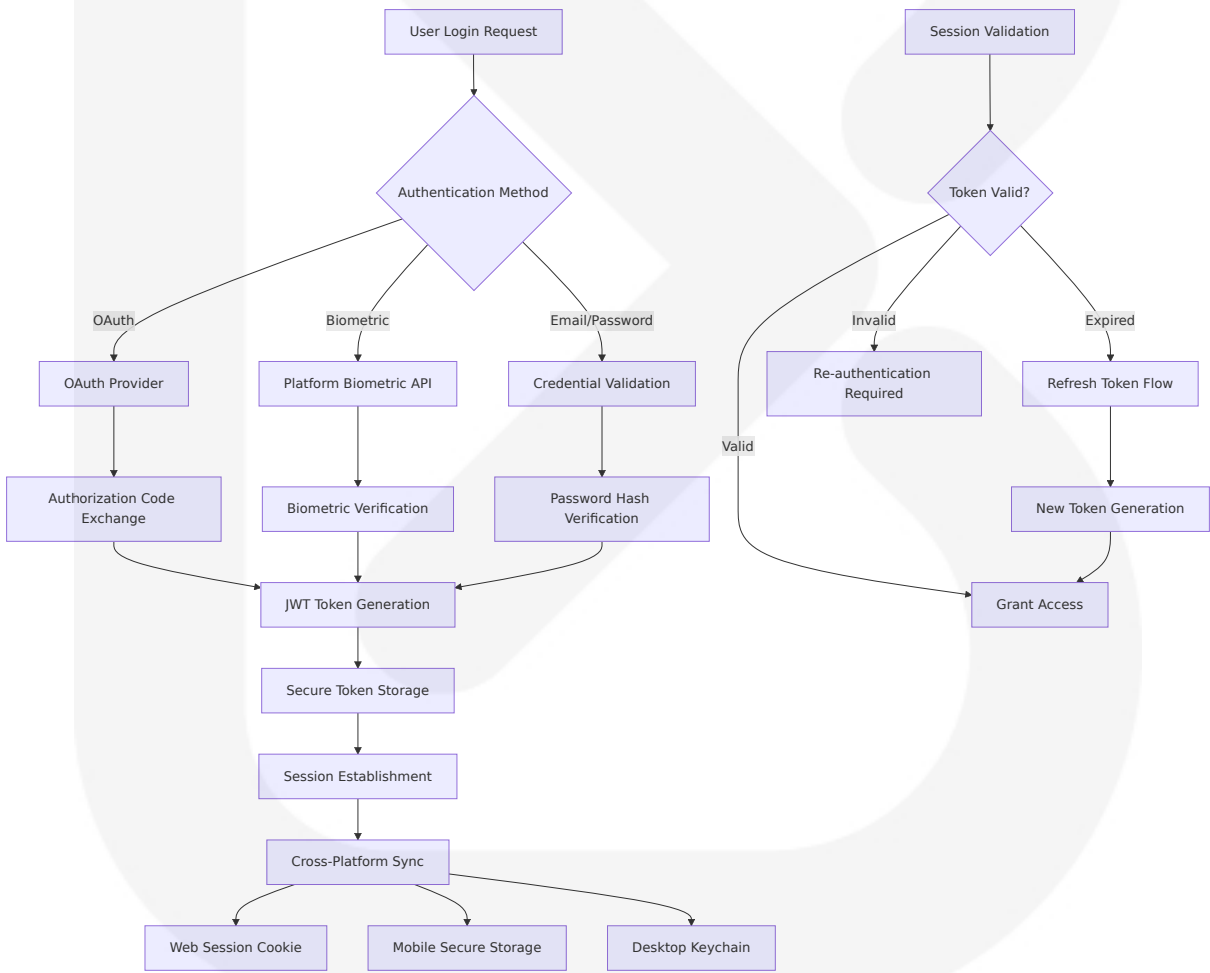 User Login Request
Session Validation
Authentication Method
Token Valid?
OAuth
Biometric
Email/Password
Invalid
Expired
OAuth Provider
Platform Biometric API
Credential Validation
Re-authentication
Required
Refresh Token Flow
Valid
Authorization Code
Exchange
Biometric Verification
Password Hash
Verification
New Token Generation
JWT Token Generation
Grant Access
Secure Token Storage
Session Establishment
Cross-Platform Sync
Web Session Cookie
Mobile Secure Storage
Desktop Keychain